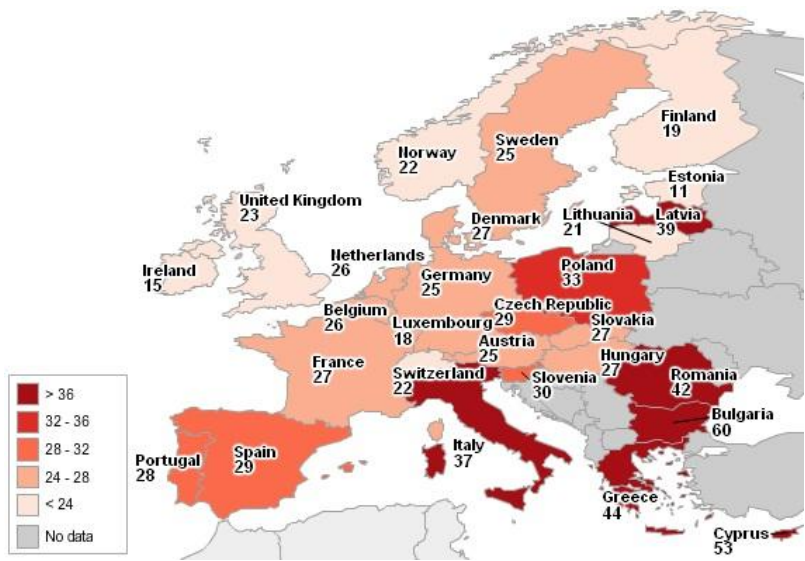 Finland
19
Norway
22
Sweden
25
Estonia
11
United Kingdom
23
Denmark
27
Lithuania
21
Latvia
39
Netherlands
26
Ireland
15
Poland
33
Germany
25
Belgium
26
Czech Republic
29
Luxembourg
18
Slovakia
27
Austria
25
France
27
Hungary
27
Switzerland
22
Slovenia
30
Romania
42
Bulgaria
60
Italy
37
Spain
29
Portugal
28
Greece
44
Cyprus
53
> 36
32 - 36
28 - 32
24 - 28
< 24
No data